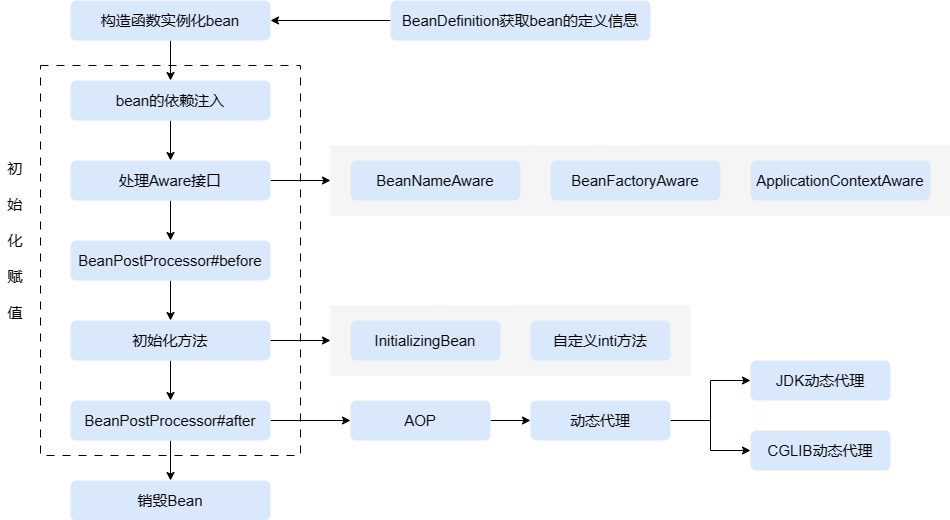 构造函数实例化bean
BeanDefinition获取bean的定义信息
bean的依赖注入
初始化赋值
处理Aware接口
BeanNameAware
BeanFactoryAware
ApplicationContextAware
BeanPostProcessor#before
初始化方法
InitializingBean
自定义inti方法
BeanPostProcessor#after
AOP
动态代理
JDK动态代理
CGLIB动态代理
销毁Bean